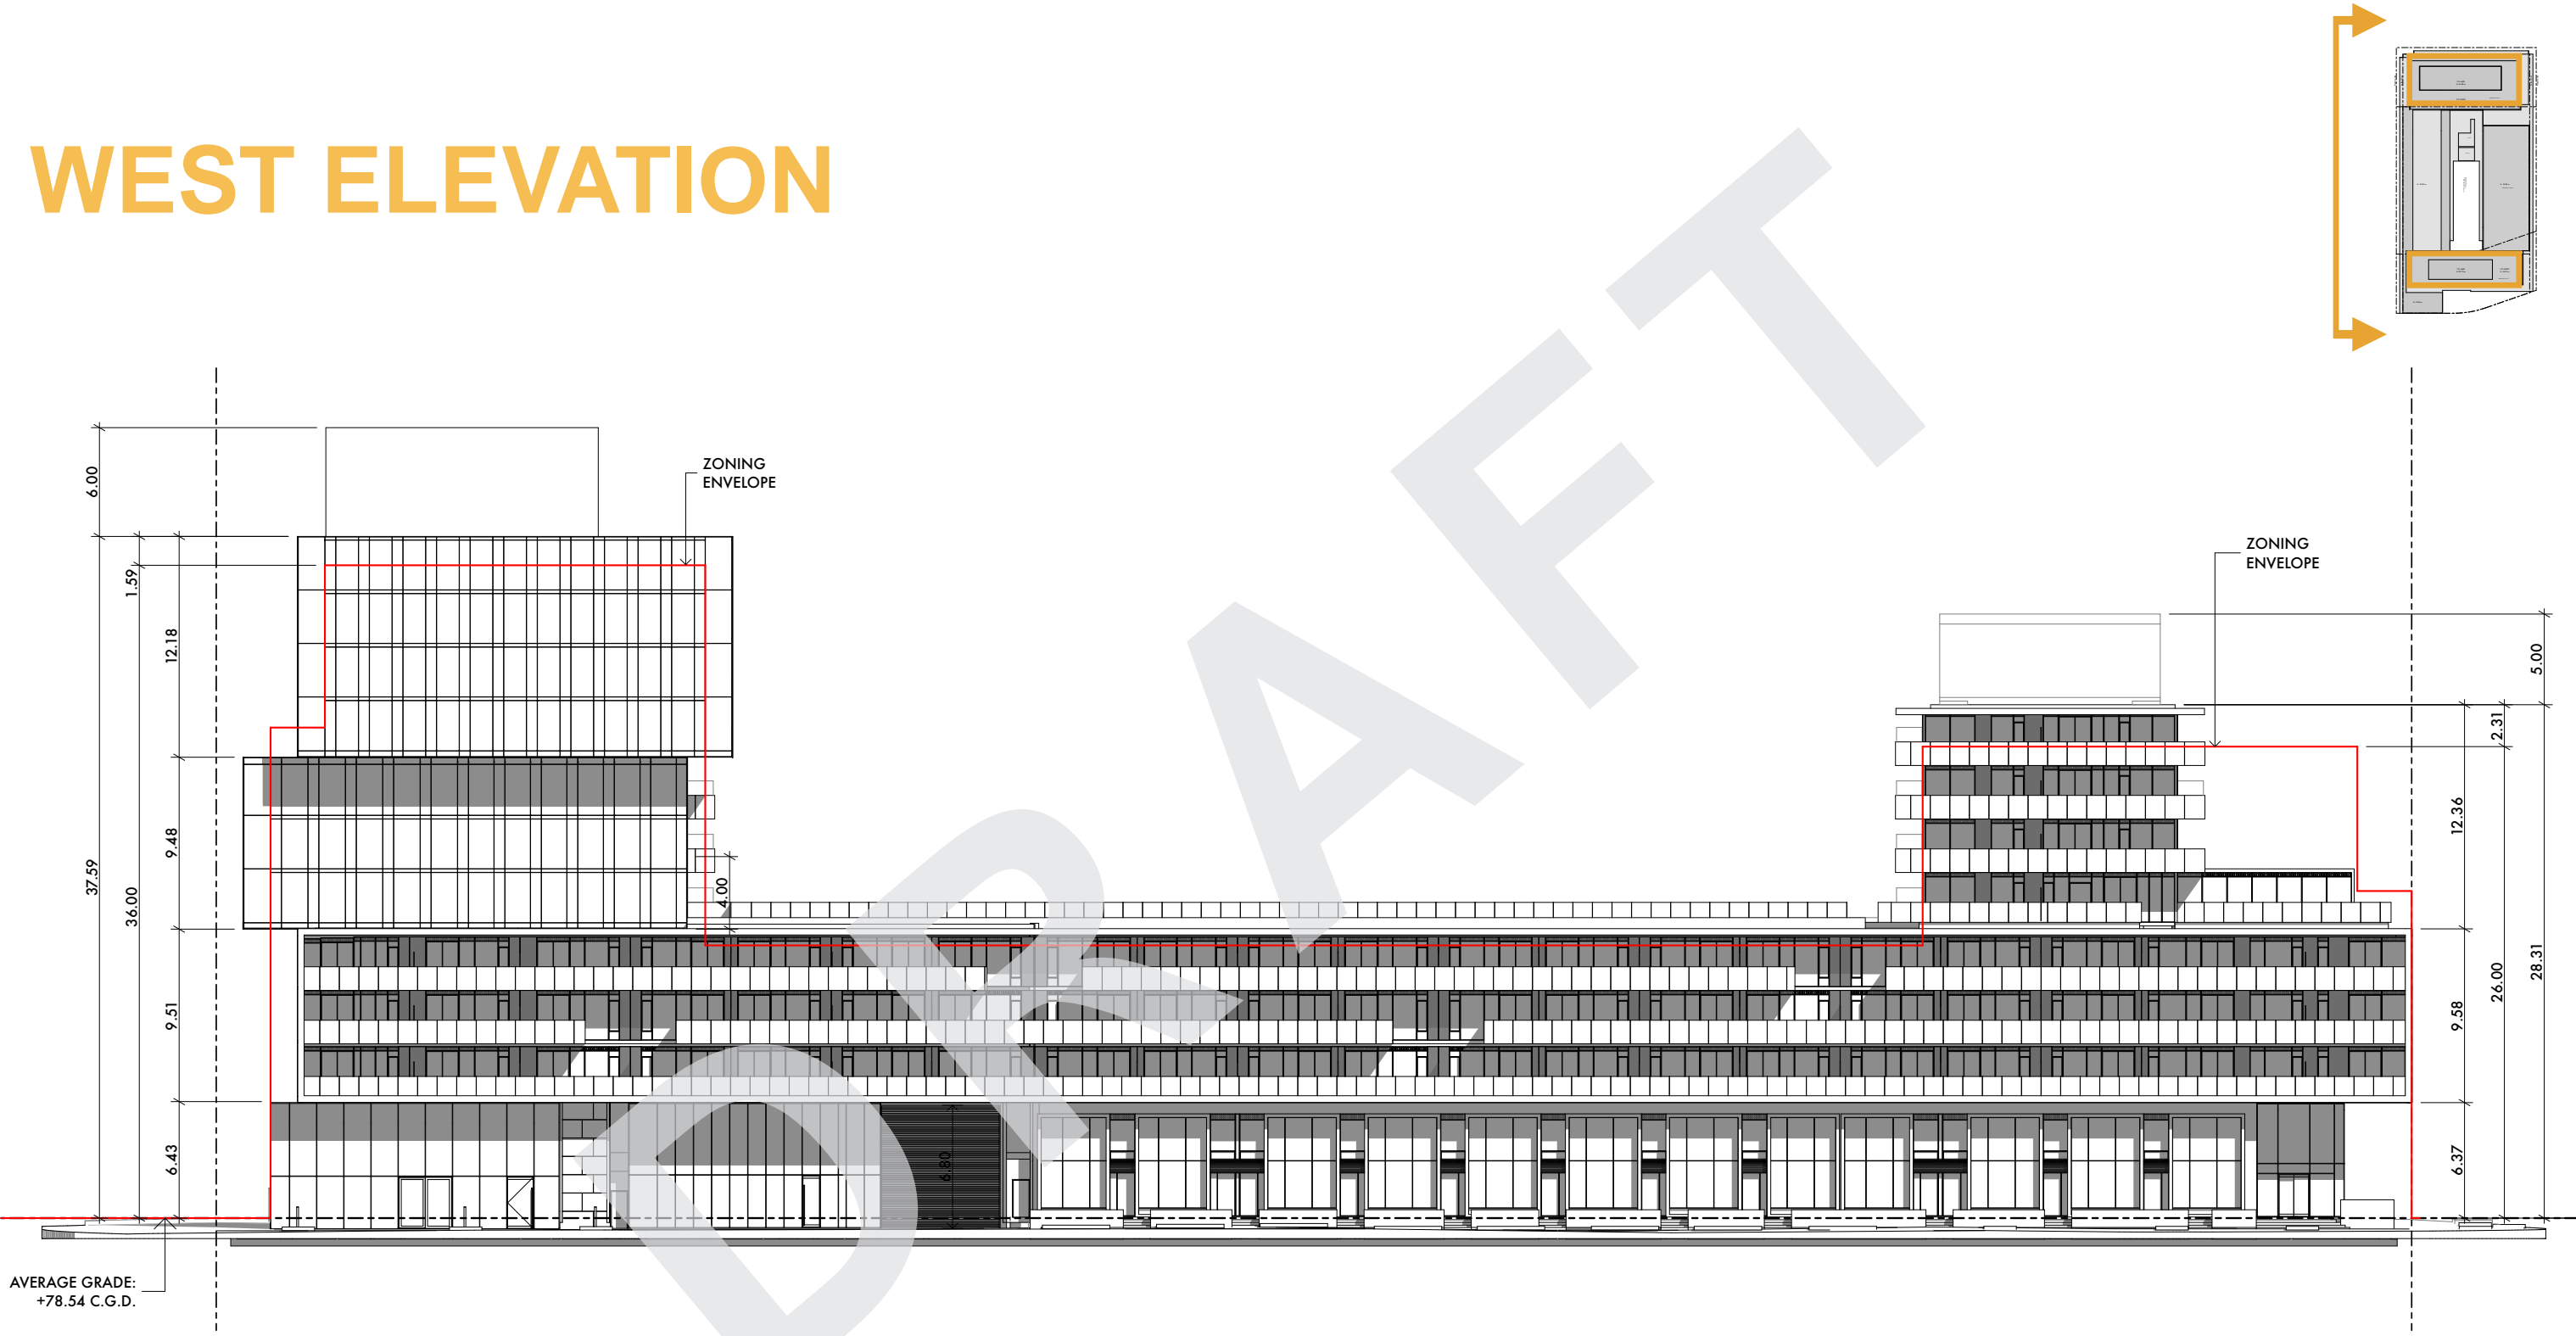 WEST ELEVATION
ZONING
ENVELOPE
ZONING
ENVELOPE
6.00
1.59
12.18
37.59
36.00
9.48
9.51
6.43
4.00
6.80
5.00
2.31
12.36
28.31
26.00
9.58
6.37
AVERAGE GRADE:
+78.54 C.G.D.
DRAFT